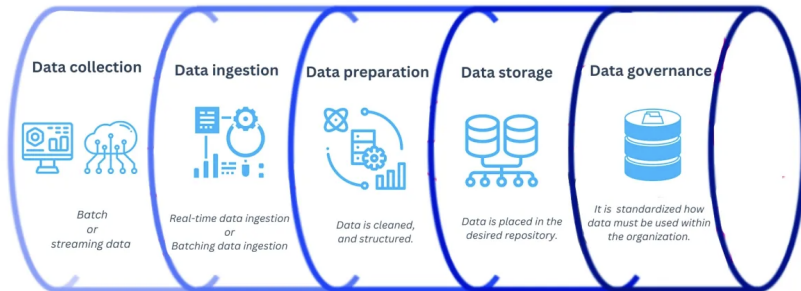 Data collection
Batch
or
streaming data
Data ingestion
Real-time data ingestion
or
Batching data ingestion
Data preparation
Data is cleaned,
and structured.
Data storage
Data is placed in the
desired repository.
Data governance
It is standardized how
data must be used within
the organization.